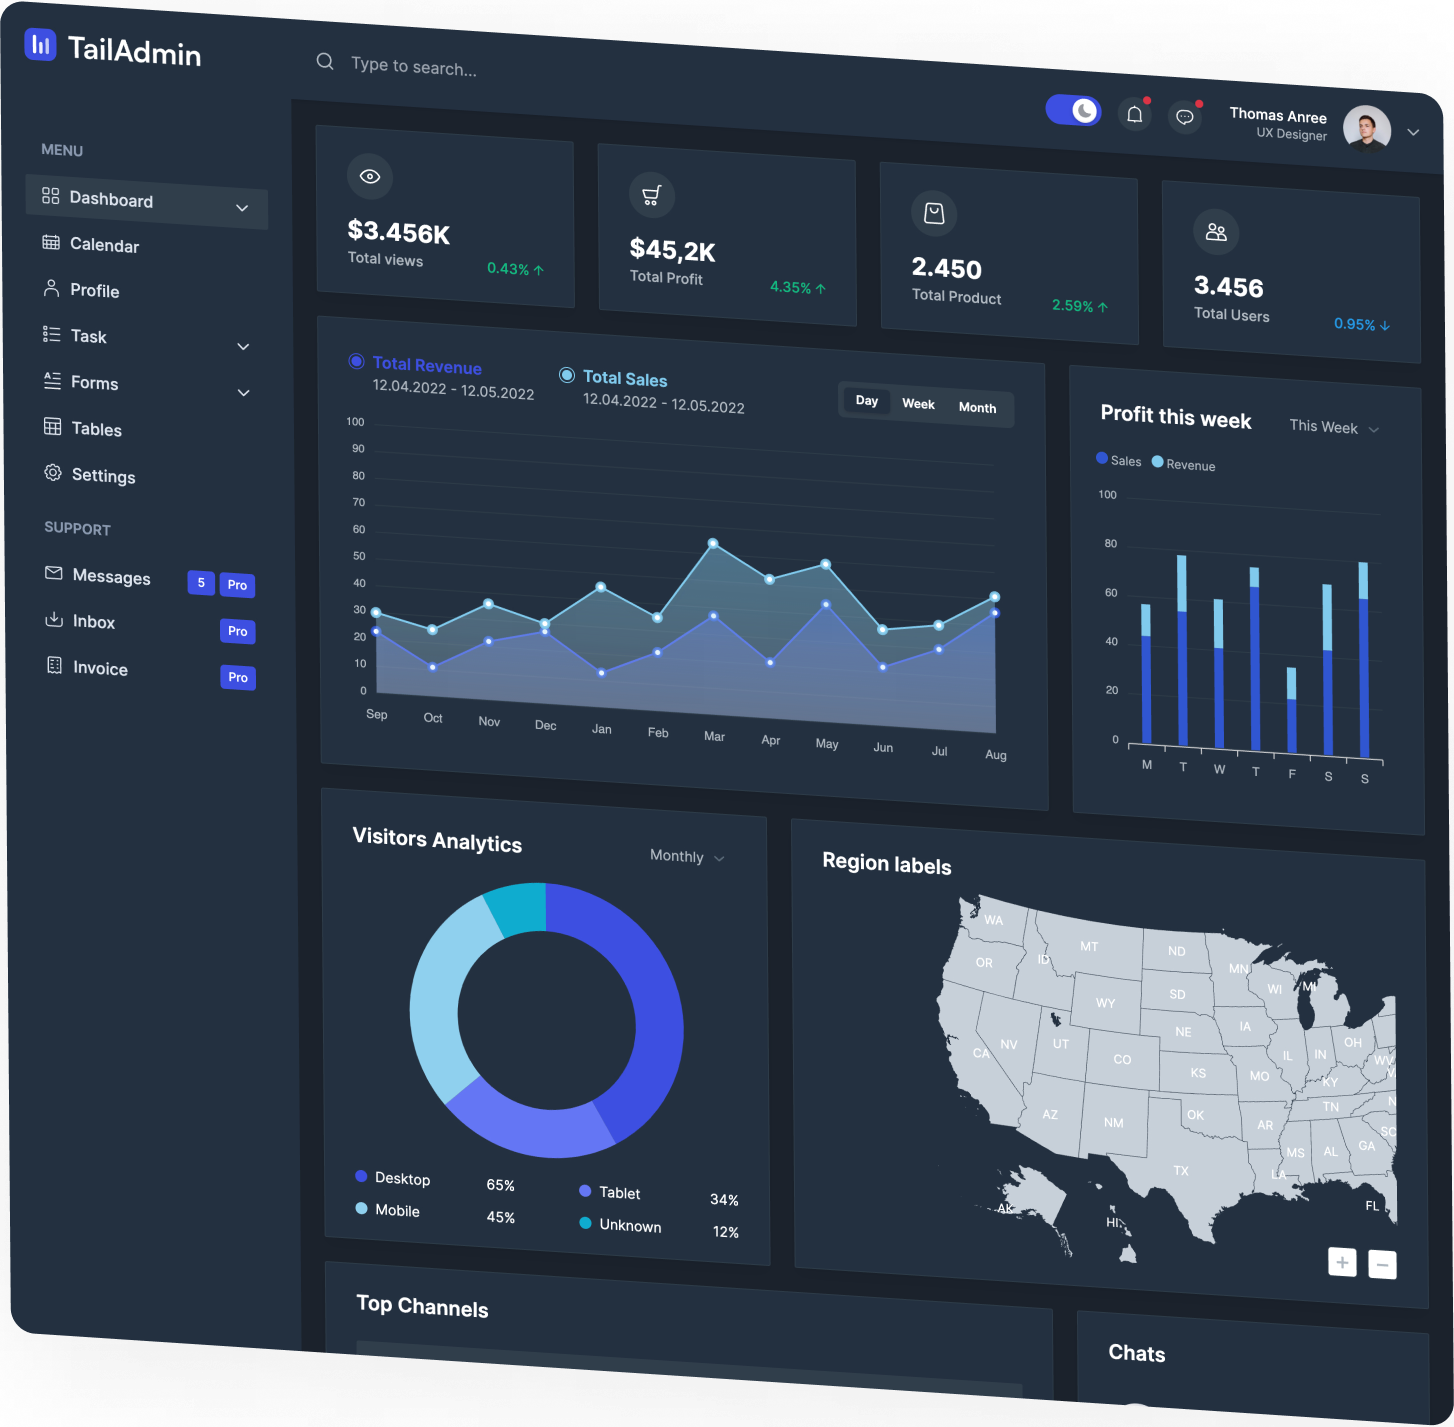 TailAdmin
Type to search...
Thomas Anree
UX Designer
MENU
Dashboard
Calendar
Profile
Task
Forms
Tables
Settings
SUPPORT
Messages 5 Pro
Inbox Pro
Invoice Pro
$3.456K
Total views 0.43%
$45,2K
Total Profit 4.35%
2.450
Total Product 2.59%
3.456
Total Users 0.95%
Total Revenue
12.04.2022 - 12.05.2022
Total Sales
12.04.2022 - 12.05.2022
Day Week Month
100
90
80
70
60
50
40
30
20
10
0
Sep Oct Nov Dec Jan Feb Mar Apr May Jun Jul Aug
Profit this week
This Week
Sales Revenue
100
80
60
40
20
0
M T W T F S S
Visitors Analytics
Monthly
Desktop 65%
Tablet 34%
Mobile 45%
Unknown 12%
Region labels
WA
MT
ND
MN
OR
ID
SD
WI
MI
WY
NE
IA
NV
UT
CO
CA
KS
MO
IL
IN
OH
WV
KY
TN
AZ
NM
OK
AR
MS
AL
GA
SC
TX
LA
FL
AK
HI
Top Channels
Chats